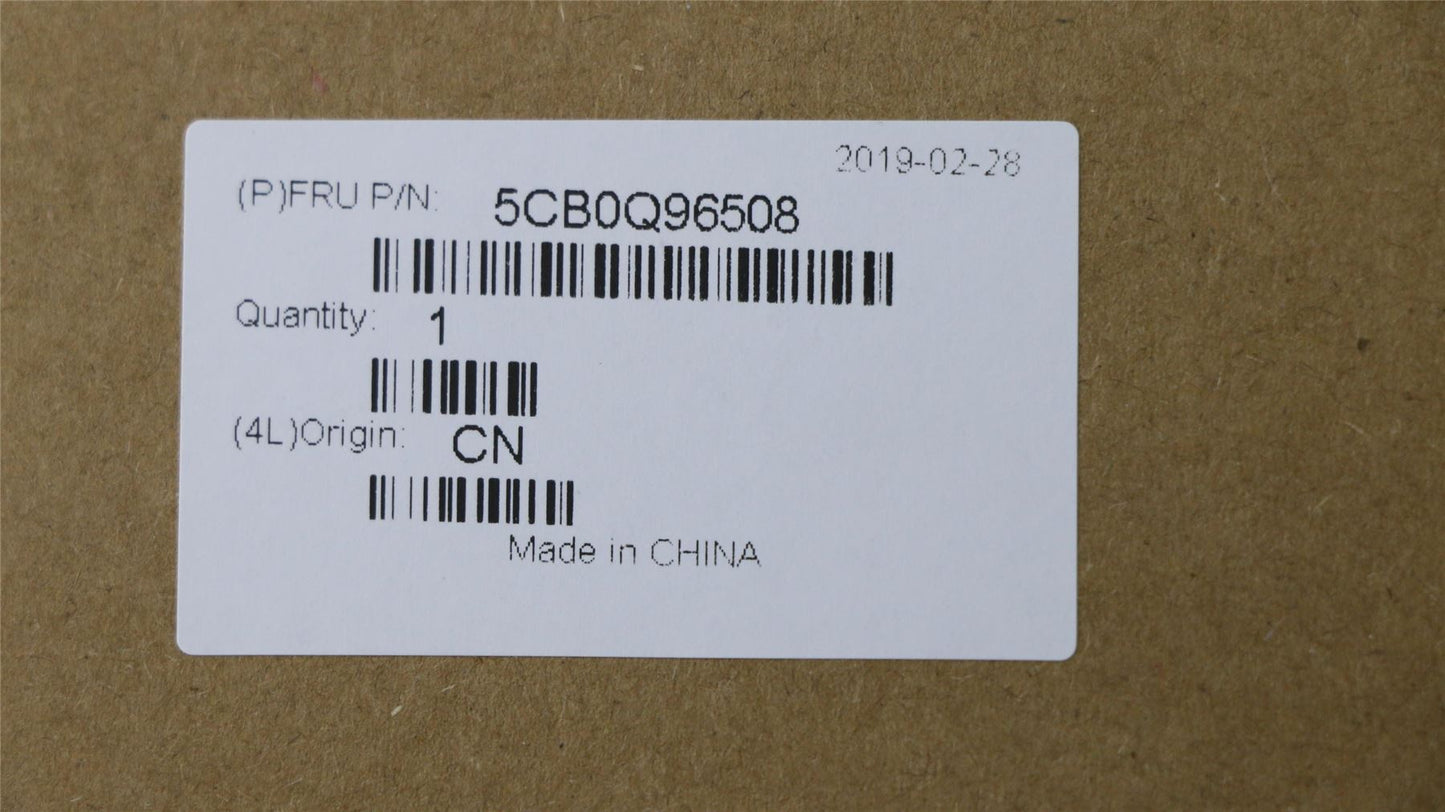 2019-02-28
(P)FRU P/N: 5CB0Q96508
Quantity: 1
(4L)Origin: CN
Made in CHINA